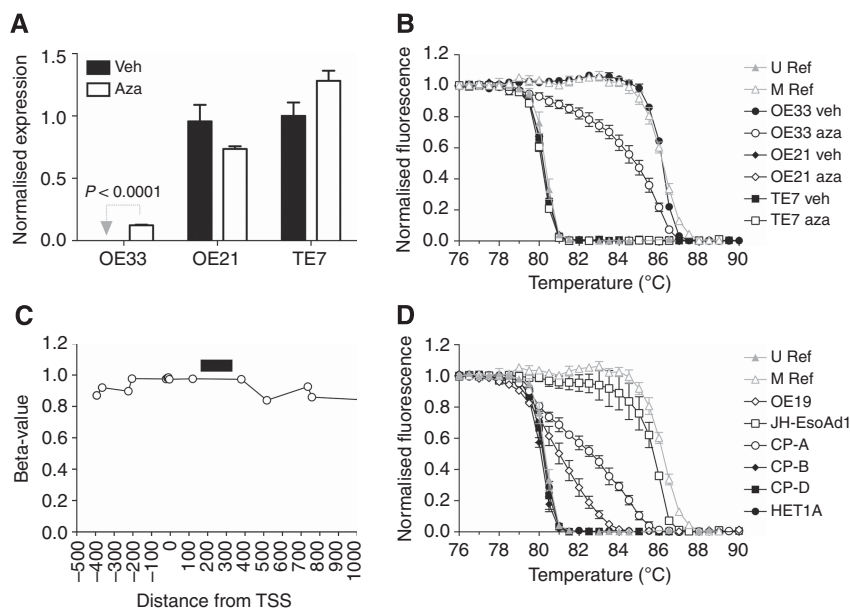 A
Normalised expression
1.5
1.0
0.5
0.0
Veh
Aza
P < 0.0001
OE33
OE21
TE7
B
Normalised fluorescence
1.2
1.0
0.8
0.6
0.4
0.2
0.0
76
78
80
82
84
86
88
90
Temperature (°C)
U Ref
M Ref
OE33 veh
OE33 aza
OE21 veh
OE21 aza
TE7 veh
TE7 aza
C
Beta-value
1.2
1.0
0.8
0.6
0.4
0.2
0.0
–500
–400
–300
–200
–100
0
100
200
300
400
500
600
700
800
900
1000
Distance from TSS
D
Normalised fluorescence
1.2
1.0
0.8
0.6
0.4
0.2
0.0
76
78
80
82
84
86
88
90
Temperature (°C)
U Ref
M Ref
OE19
JH-EsoAd1
CP-A
CP-B
CP-D
HET1A